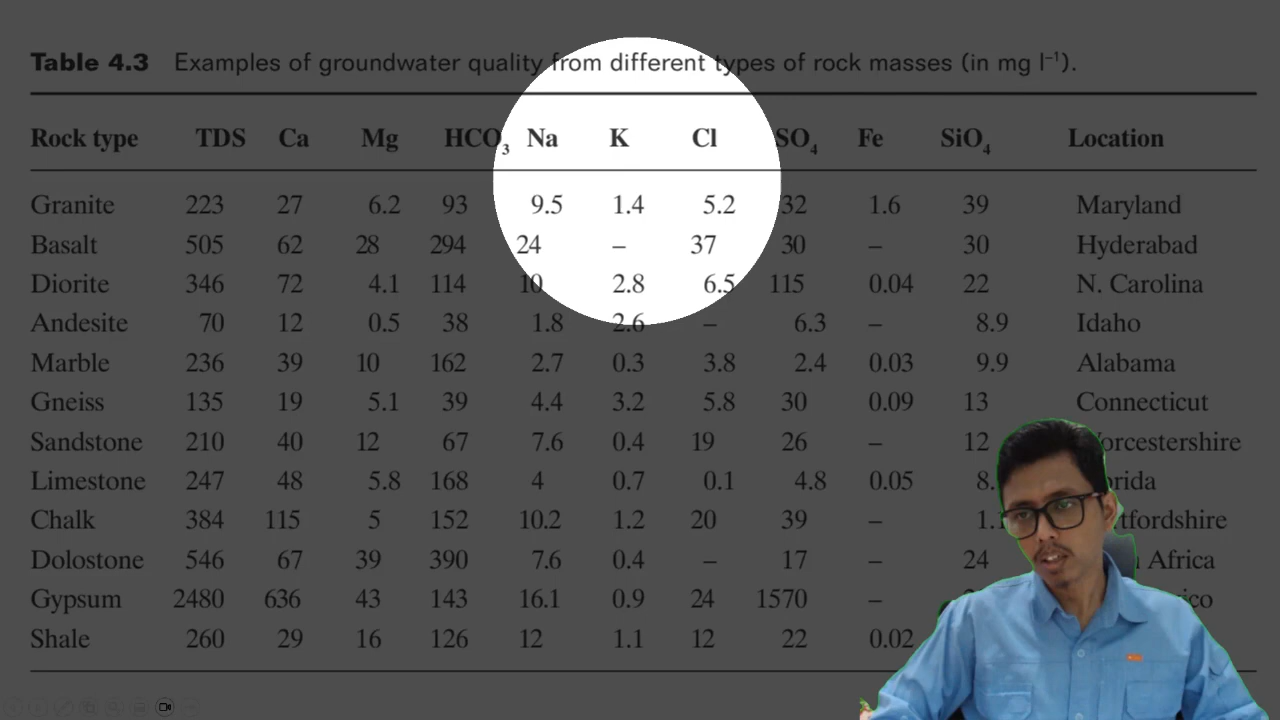 Table 4.3 Examples of groundwater quality from different types of rock masses (in mg l⁻¹).
Rock type TDS Ca Mg HCO₃ Na K Cl SO₄ Fe SiO₄ Location
Granite 223 27 6.2 93 9.5 1.4 5.2 32 1.6 39 Maryland
Basalt 505 62 28 294 24 – 37 30 – 30 Hyderabad
Diorite 346 72 4.1 114 10 2.8 6.5 115 0.04 22 N. Carolina
Andesite 70 12 0.5 38 1.8 2.6 – 6.3 – 8.9 Idaho
Marble 236 39 10 162 2.7 0.3 3.8 2.4 0.03 9.9 Alabama
Gneiss 135 19 5.1 39 4.4 3.2 5.8 30 0.09 13 Connecticut
Sandstone 210 40 12 67 7.6 0.4 19 26 – 12
Limestone 247 48 5.8 168 4 0.7 0.1 4.8 0.05
Chalk 384 115 5 152 10.2 1.2 20 39 –
Dolostone 546 67 39 390 7.6 0.4 – 17 – 24 Africa
Gypsum 2480 636 43 143 16.1 0.9 24 1570 –
Shale 260 29 16 126 12 1.1 12 22 0.02